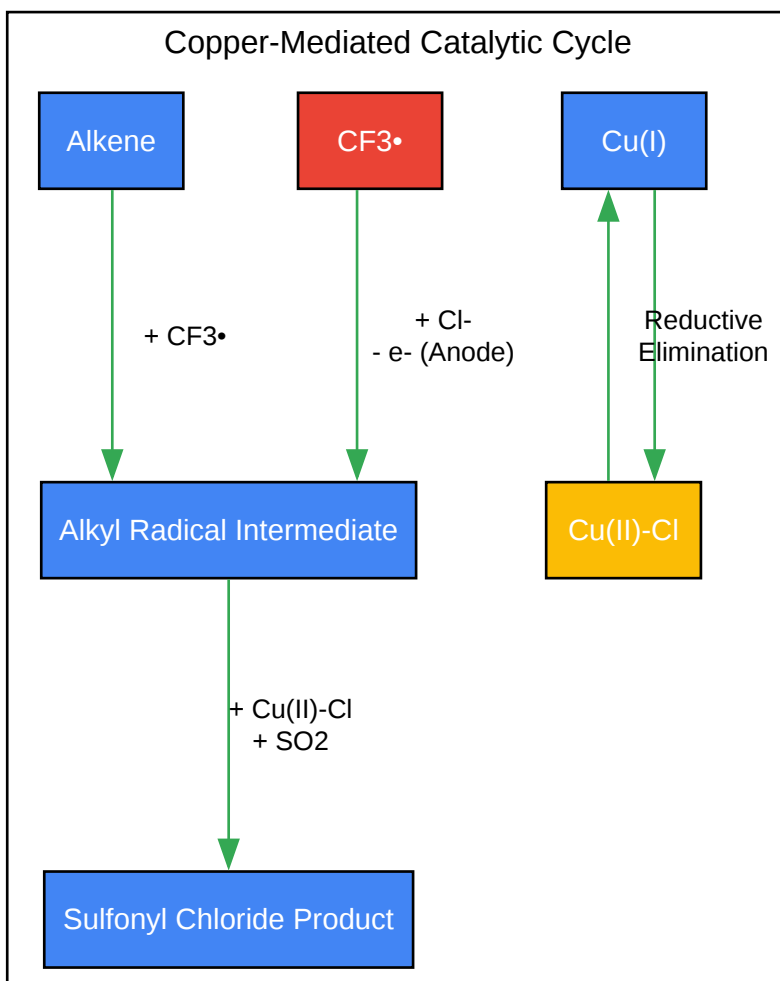 Copper-Mediated Catalytic Cycle
Alkene
CF3•
Cu(I)
+ CF3•
+ Cl-
- e- (Anode)
Reductive
Elimination
Alkyl Radical Intermediate
Cu(II)-Cl
+ Cu(II)-Cl
+ SO2
Sulfonyl Chloride Product